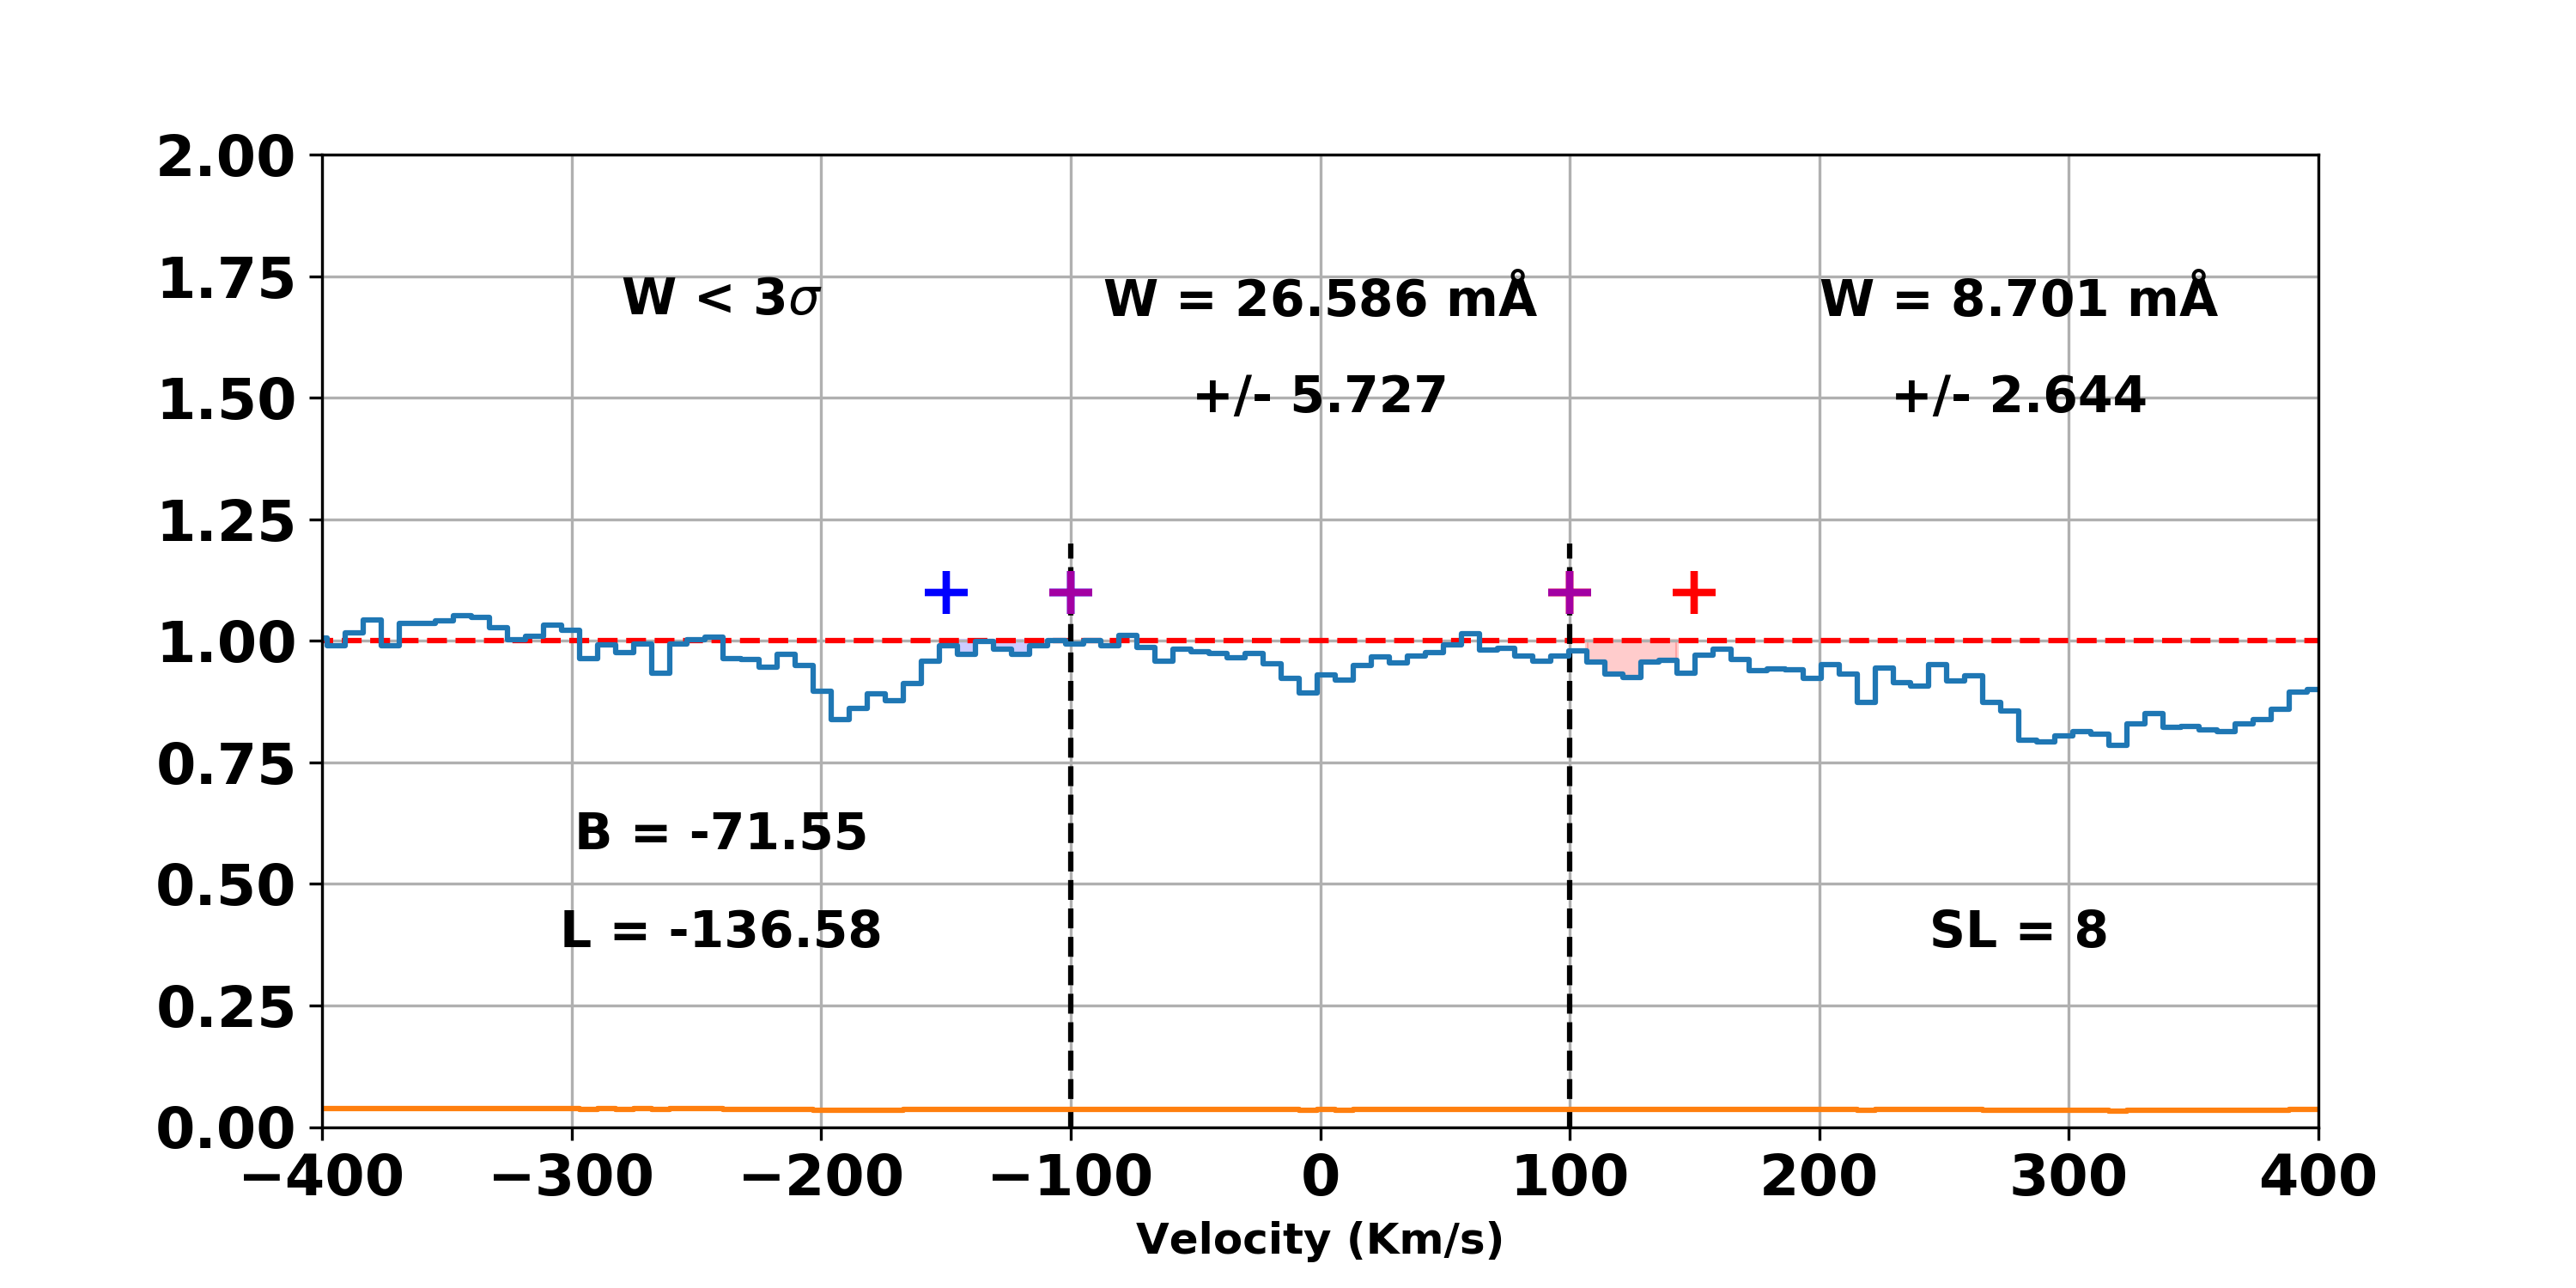 2.00
1.75
1.50
1.25
1.00
0.75
0.50
0.25
0.00
W < 3σ
W = 26.586 mÅ
+/- 5.727
W = 8.701 mÅ
+/- 2.644
B = -71.55
L = -136.58
SL = 8
−400 −300 −200 −100 0 100 200 300 400
Velocity (Km/s)